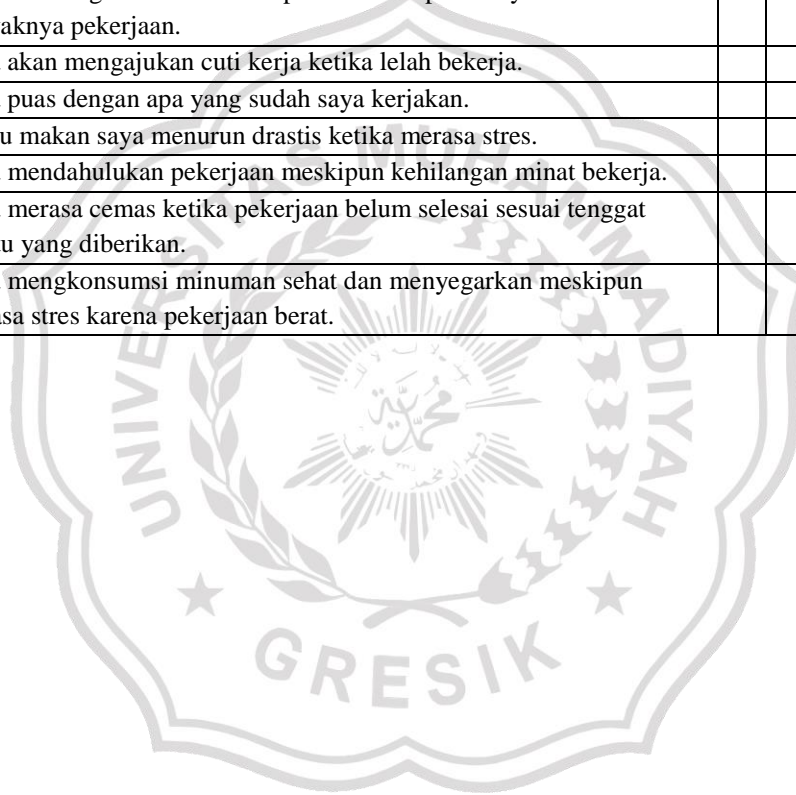 aknya pekerjaan.
akan mengajukan cuti kerja ketika lelah bekerja.
puas dengan apa yang sudah saya kerjakan.
u makan saya menurun drastis ketika merasa stres.
mendahulukan pekerjaan meskipun kehilangan minat bekerja.
merasa cemas ketika pekerjaan belum selesai sesuai tenggat
u yang diberikan.
mengkonsumsi minuman sehat dan menyegarkan meskipun
asa stres karena pekerjaan berat.
UNIVERSITAS MUHAMMADIYAH
GRESIK